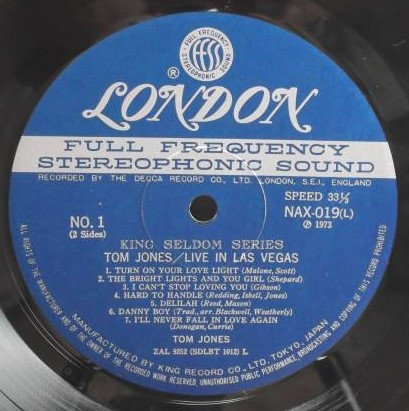 FULL FREQUENCY
ffss
STEREOPHONIC SOUND
®
LONDON
FULL FREQUENCY
STEREOPHONIC SOUND
RECORDED BY THE DECCA RECORD CO., LTD. LONDON, S.E.I., ENGLAND
SPEED 33⅓
NO. 1
(2 Sides)
NAX-019(L)
℗ 1973
KING SELDOM SERIES
TOM JONES/LIVE IN LAS VEGAS
1. TURN ON YOUR LOVE LIGHT (Malone, Scott)
2. THE BRIGHT LIGHTS AND YOU GIRL (Shepard)
3. I CAN'T STOP LOVING YOU (Gibson)
4. HARD TO HANDLE (Redding, Isbell, Jones)
5. DELILAH (Reed, Mason)
6. DANNY BOY (Trad., arr. Blackwell, Weatherly)
7. I'LL NEVER FALL IN LOVE AGAIN
(Donegan, Currie)
TOM JONES
ZAL 9252 (SDLBT 1012) L
MANUFACTURED BY KING RECORD CO., LTD. TOKYO, JAPAN
ALL RIGHTS OF THE MANUFACTURER AND OF THE OWNER OF THE RECORDED WORK RESERVED, UNAUTHORISED PUBLIC PERFORMANCE, BROADCASTING AND COPYING OF THIS RECORD PROHIBITED.